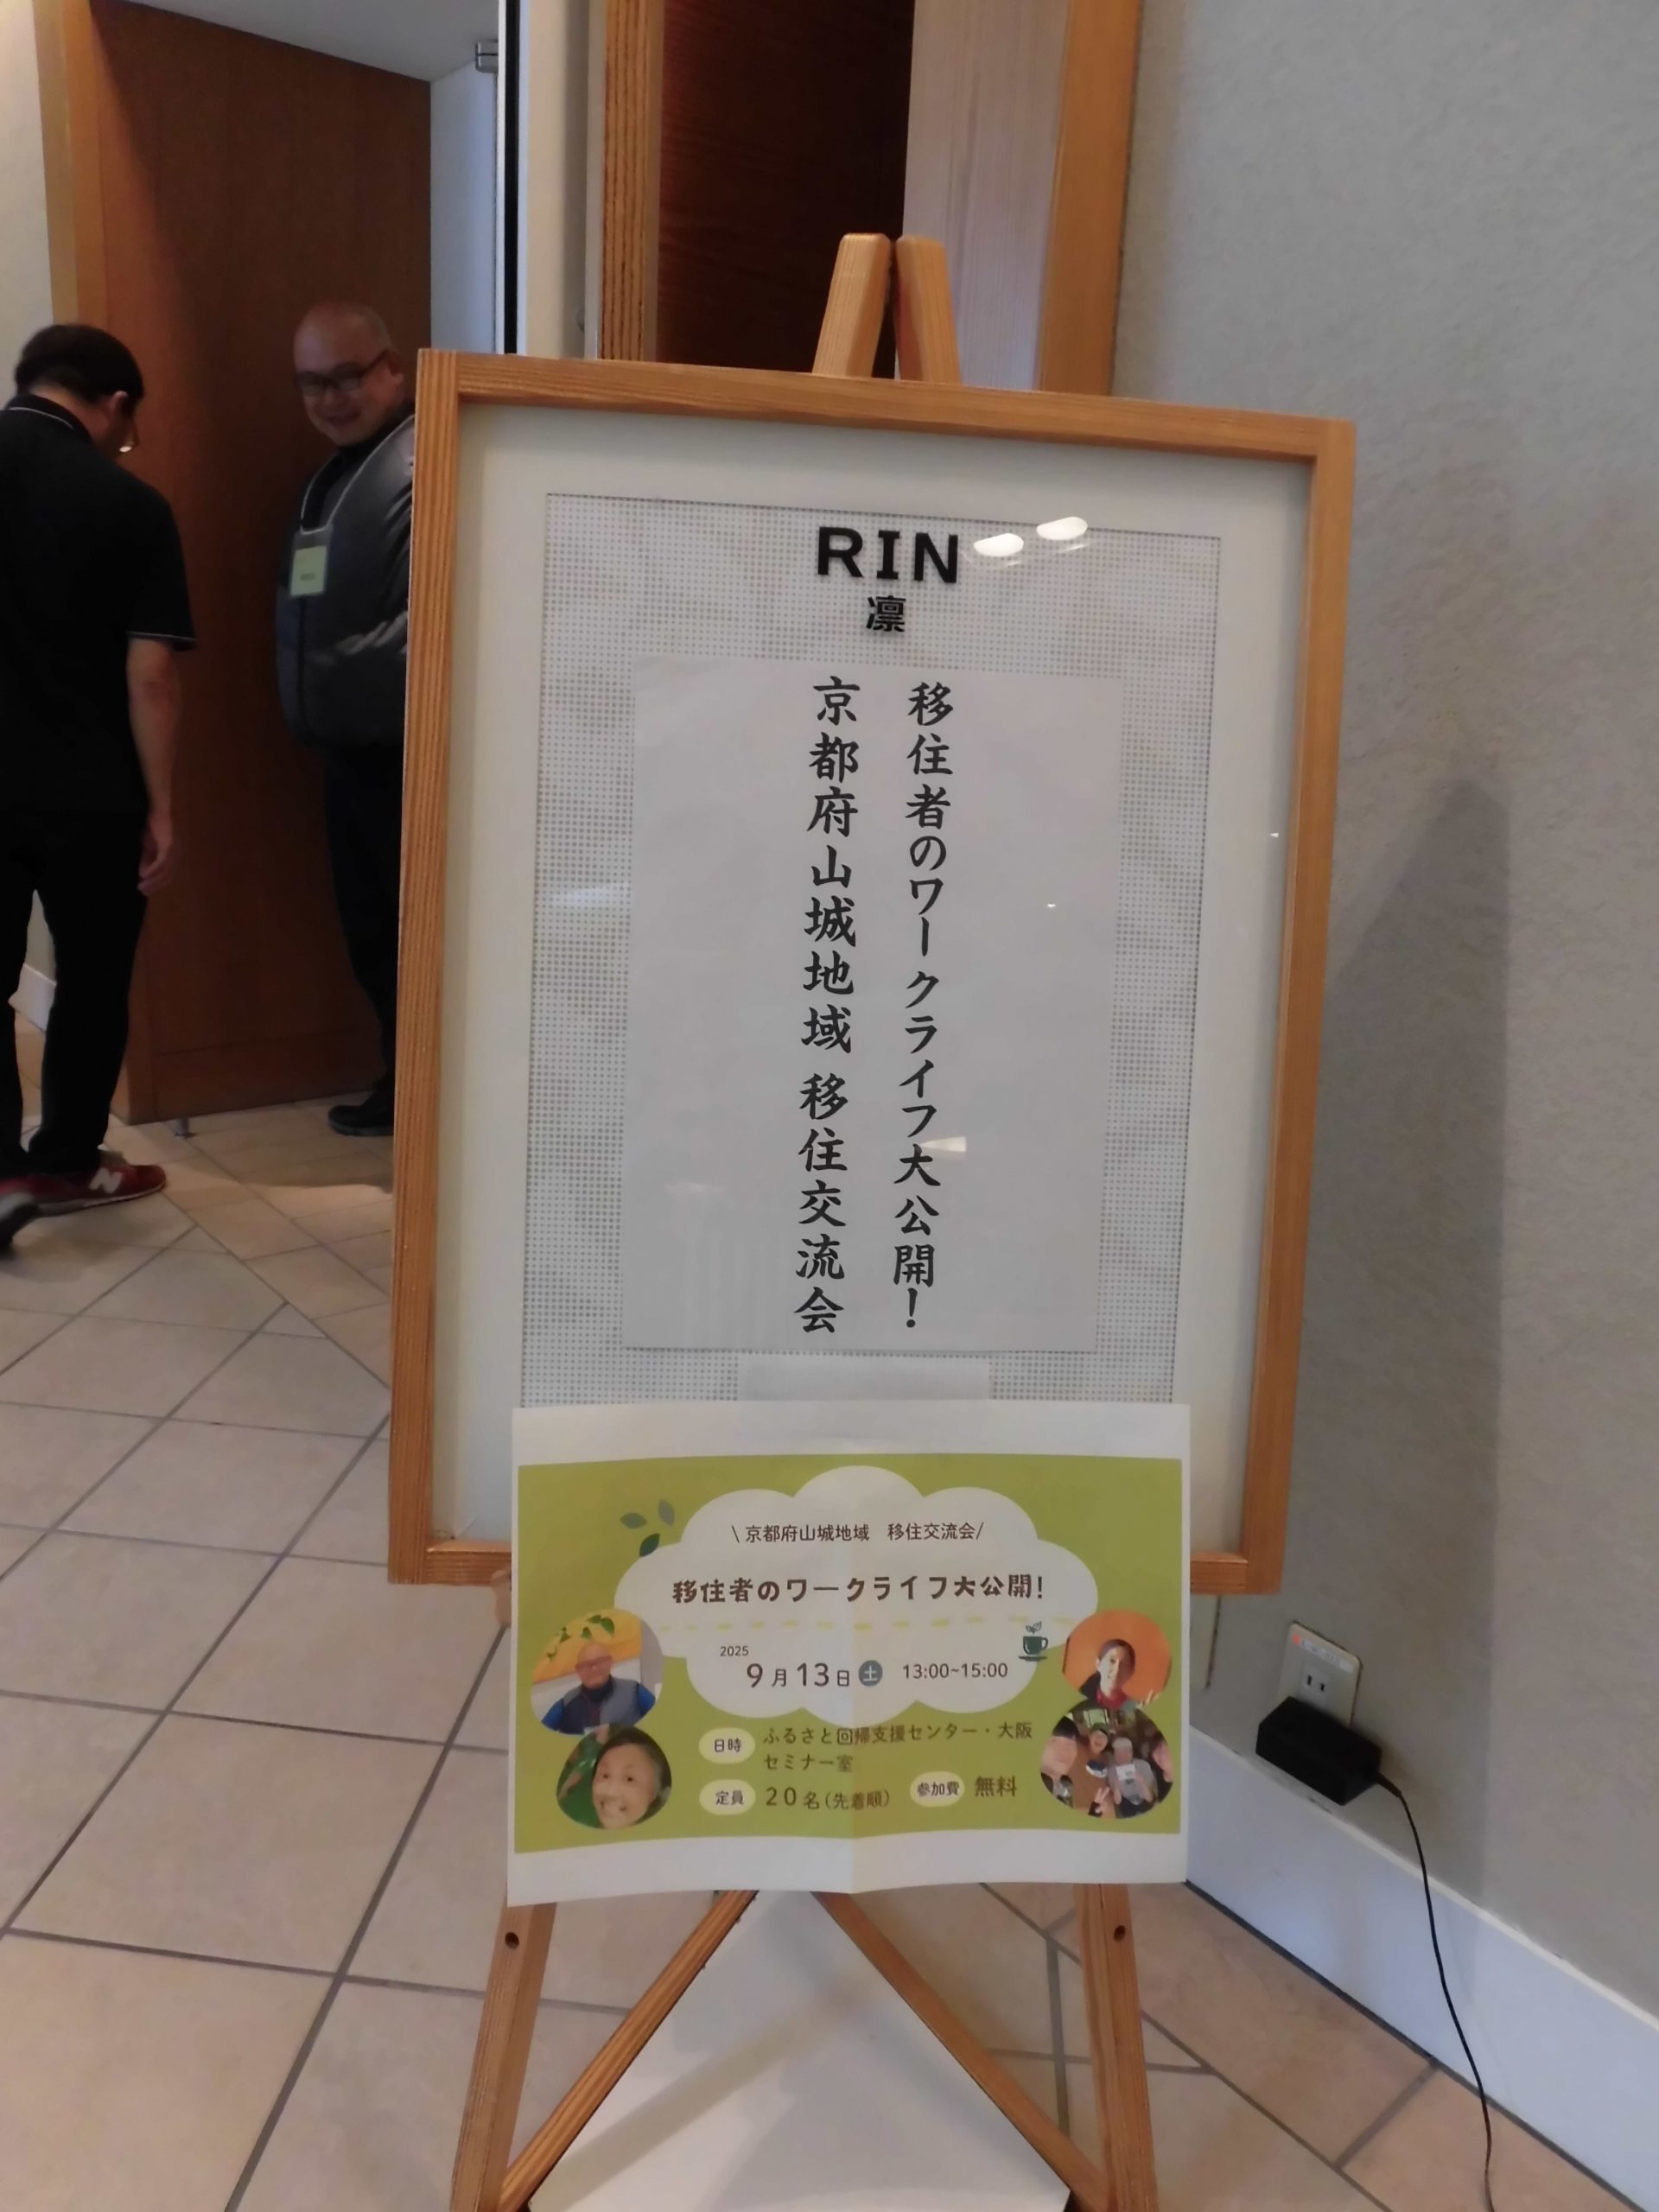 RIN
凛
移住者のワークライフ大公開！
京都府山城地域 移住交流会
\ 京都府山城地域 移住交流会/
移住者のワークライフ大公開！
2025
9月13日 土 13:00~15:00
日時 ふるさと回帰支援センター・大阪
セミナー室
定員 20名（先着順） 参加費 無料
N